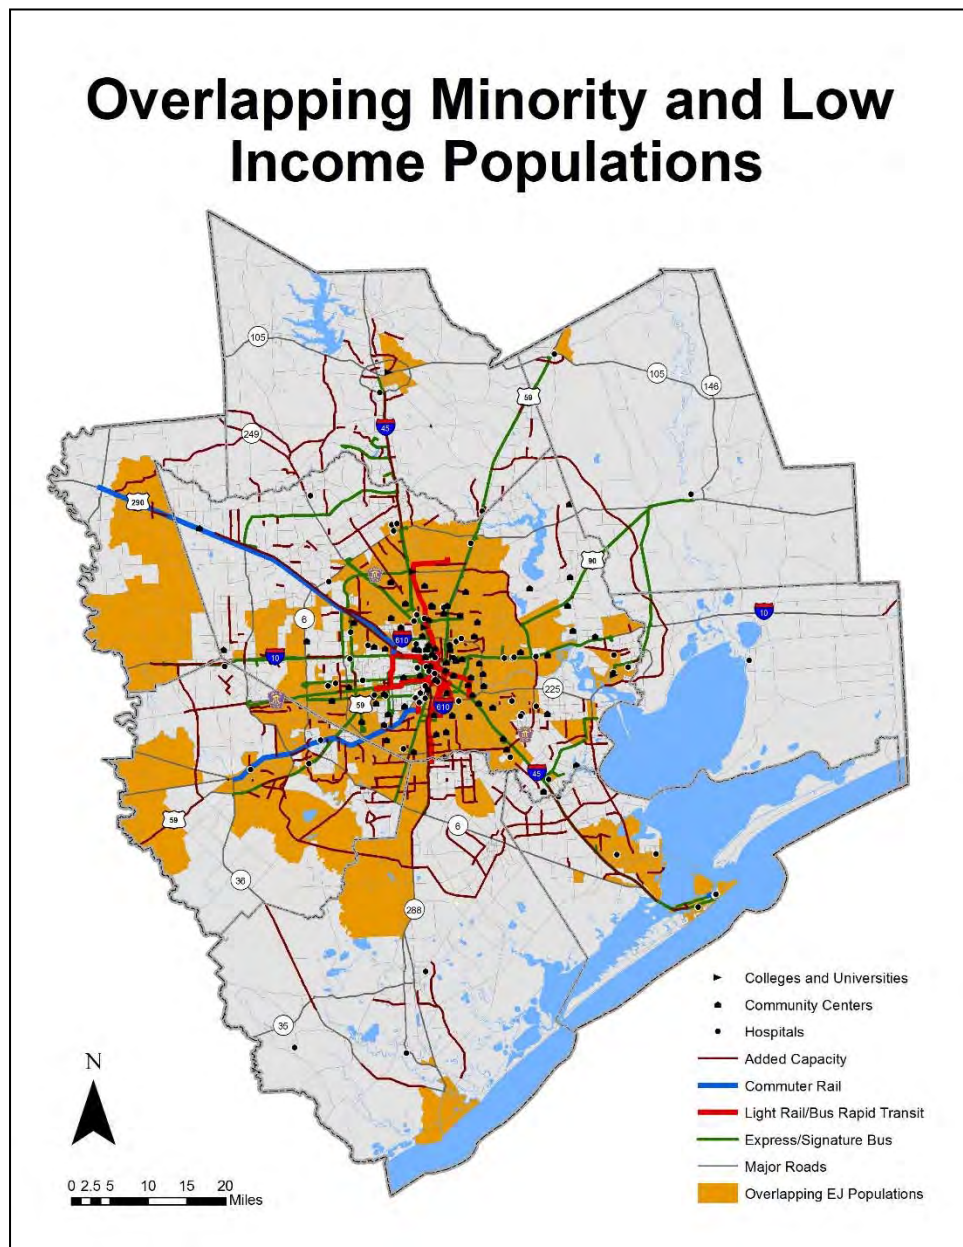 Overlapping Minority and Low
Income Populations
105
105
146
59
45
249
290
90
6
10
610
10
59
225
610
45
59
6
36
288
35
N
0 2.5 5 10 15 20
Miles
Colleges and Universities
Community Centers
Hospitals
Added Capacity
Commuter Rail
Light Rail/Bus Rapid Transit
Express/Signature Bus
Major Roads
Overlapping EJ Populations